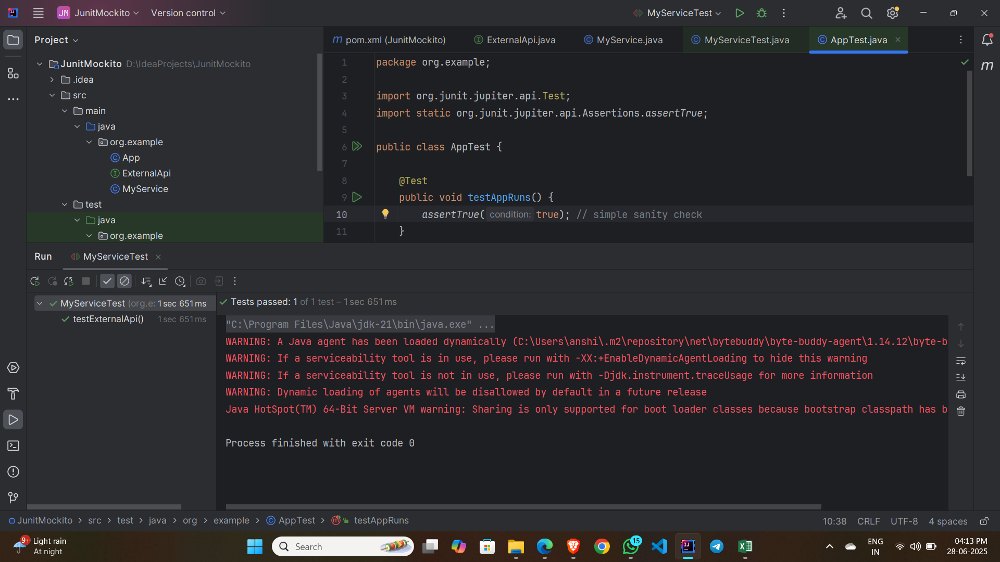 JM JunitMockito Version control MyServiceTest
Project
pom.xml (JunitMockito) ExternalApi.java MyService.java MyServiceTest.java AppTest.java
JunitMockito D:\IdeaProjects\JunitMockito
.idea
src
main
java
org.example
App
ExternalApi
MyService
test
java
org.example
1 package org.example;
2
3 import org.junit.jupiter.api.Test;
4 import static org.junit.jupiter.api.Assertions.assertTrue;
5
6 public class AppTest {
7
8 @Test
9 public void testAppRuns() {
10 assertTrue( condition: true); // simple sanity check
11 }
Run MyServiceTest
MyServiceTest (org.e: 1 sec 651 ms
testExternalApi() 1 sec 651 ms
Tests passed: 1 of 1 test – 1 sec 651 ms
"C:\Program Files\Java\jdk-21\bin\java.exe" ...
WARNING: A Java agent has been loaded dynamically (C:\Users\anshi\.m2\repository\net\bytebuddy\byte-buddy-agent\1.14.12\byte-b
WARNING: If a serviceability tool is in use, please run with -XX:+EnableDynamicAgentLoading to hide this warning
WARNING: If a serviceability tool is not in use, please run with -Djdk.instrument.traceUsage for more information
WARNING: Dynamic loading of agents will be disallowed by default in a future release
Java HotSpot(TM) 64-Bit Server VM warning: Sharing is only supported for boot loader classes because bootstrap classpath has b
Process finished with exit code 0
JunitMockito > src > test > java > org > example > AppTest > testAppRuns
10:38 CRLF UTF-8 4 spaces
9+ Light rain
At night
Search
15
ENG
IN
04:13 PM
28-06-2025